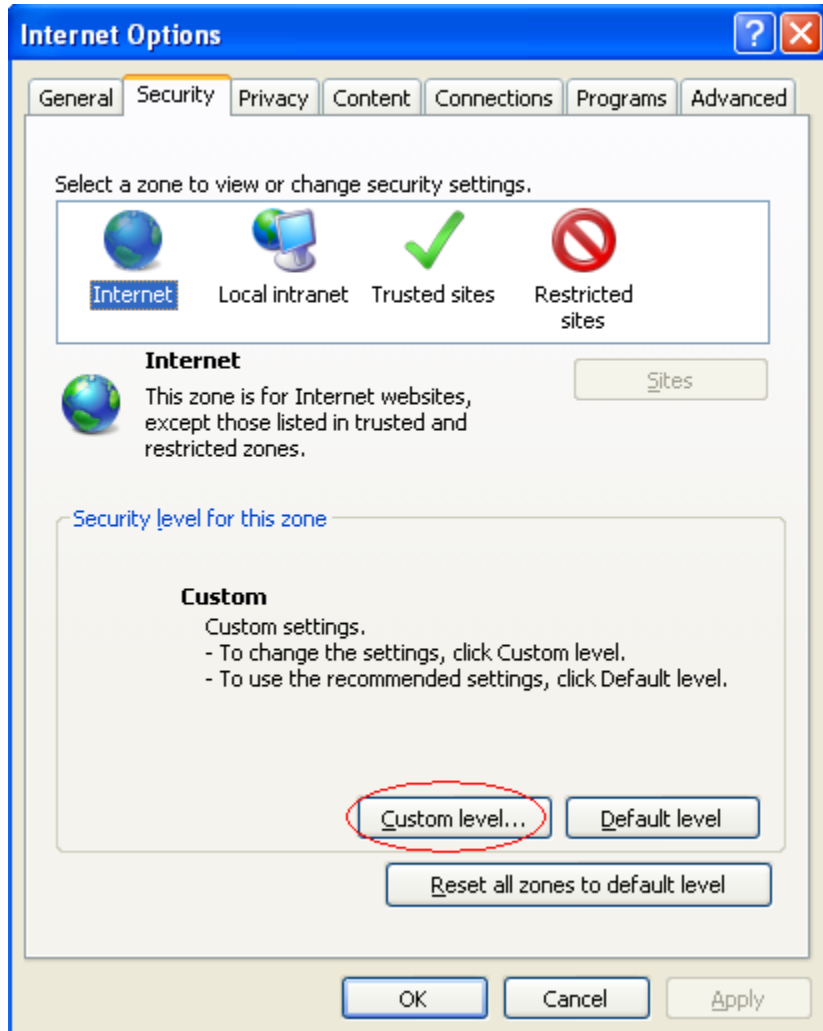 Internet Options
?
General Security Privacy Content Connections Programs Advanced
Select a zone to view or change security settings.
Internet Local intranet Trusted sites Restricted
sites
Internet
Sites
This zone is for Internet websites,
except those listed in trusted and
restricted zones.
Security level for this zone
Custom
Custom settings.
- To change the settings, click Custom level.
- To use the recommended settings, click Default level.
Custom level... Default level
Reset all zones to default level
OK Cancel Apply